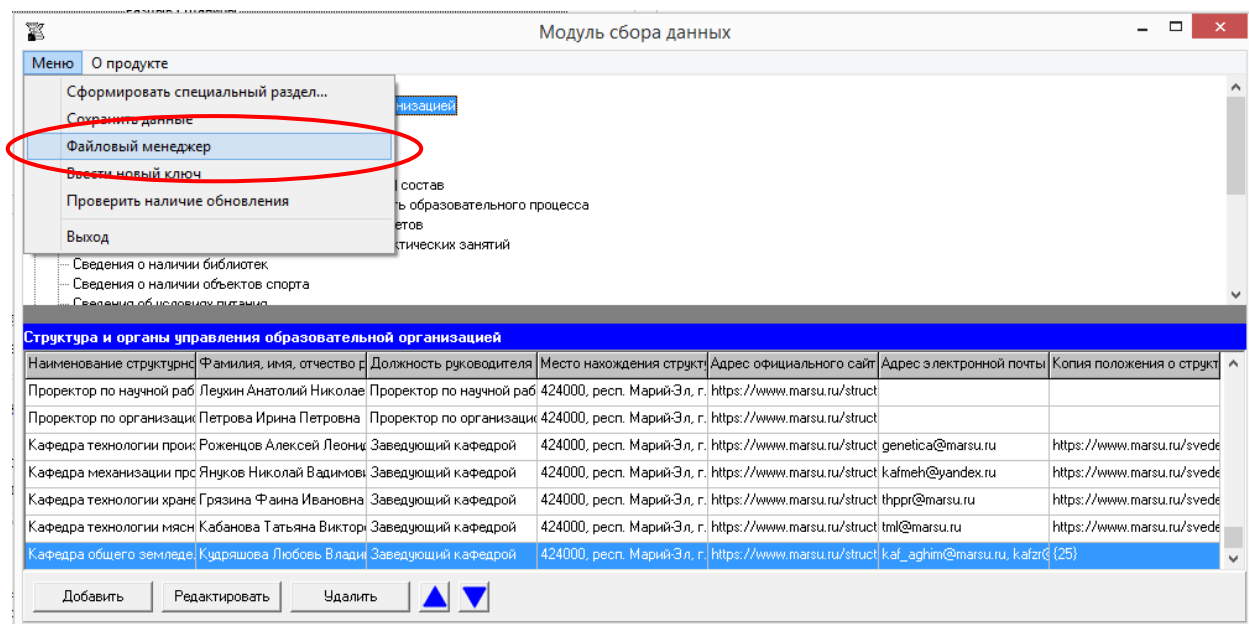 Модуль сбора данных
Меню О продукте
Сформировать специальный раздел...
Сохранить данные
Файловый менеджер
Ввести новый ключ
Проверить наличие обновления
Выход
низацией
состав
ь образовательного процесса
етов
ктических занятий
Сведения о наличии библиотек
Сведения о наличии объектов спорта
Сведения об условиях питания
Структура и органы управления образовательной организацией
Наименование структурнс Фамилия, имя, отчество р Должность руководителя Место нахождения структу Адрес официального сайт Адрес электронной почты Копия положения о структ
Проректор по научной раб Леухин Анатолий Николае Проректор по научной раб 424000, респ. Марий-Эл, г. https://www.marsu.ru/struct
Проректор по организаци Петрова Ирина Петровна Проректор по организаци 424000, респ. Марий-Эл, г. https://www.marsu.ru/struct
Кафедра технологии произ Роженцов Алексей Леонид Заведующий кафедрой 424000, респ. Марий-Эл, г. https://www.marsu.ru/struct genetica@marsu.ru https://www.marsu.ru/svede
Кафедра механизации прс Януков Николай Вадимови Заведующий кафедрой 424000, респ. Марий-Эл, г. https://www.marsu.ru/struct kafmeh@yandex.ru https://www.marsu.ru/svede
Кафедра технологии хране Грязина Фаина Ивановна Заведующий кафедрой 424000, респ. Марий-Эл, г. https://www.marsu.ru/struct thppr@marsu.ru https://www.marsu.ru/svede
Кафедра технологии мясн Кабанова Татьяна Виктор Заведующий кафедрой 424000, респ. Марий-Эл, г. https://www.marsu.ru/struct tml@marsu.ru https://www.marsu.ru/svede
Кафедра общего земледе. Кудряшова Любовь Влади Заведующий кафедрой 424000, респ. Марий-Эл, г. https://www.marsu.ru/struct kaf_aghim@marsu.ru, kafzr@ {25}
Добавить Редактировать Удалить